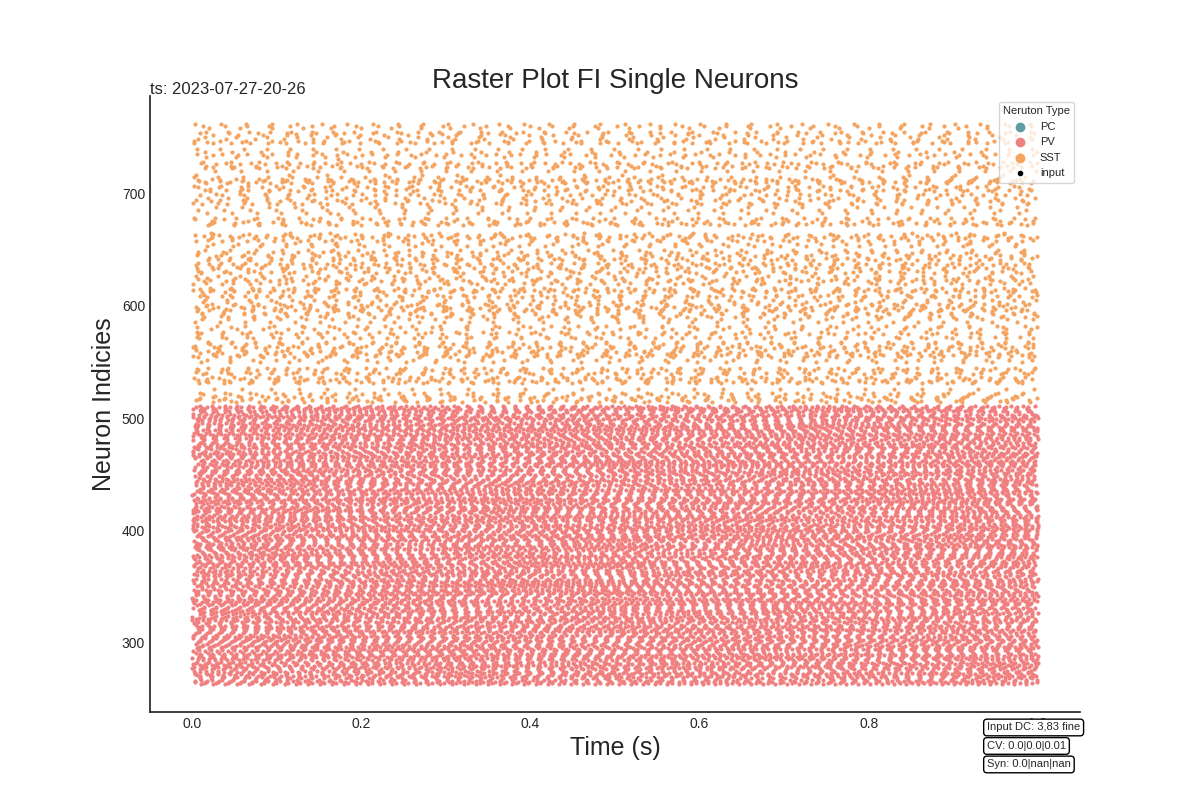 Raster Plot FI Single Neurons
ts: 2023-07-27-20-26
Neruton Type
PC
PV
SST
input
700
600
500
400
300
Neuron Indicies
0.0 0.2 0.4 0.6 0.8
Time (s)
Input DC: 3,83 fine
CV: 0.0|0.0|0.01
Syn: 0.0|nan|nan